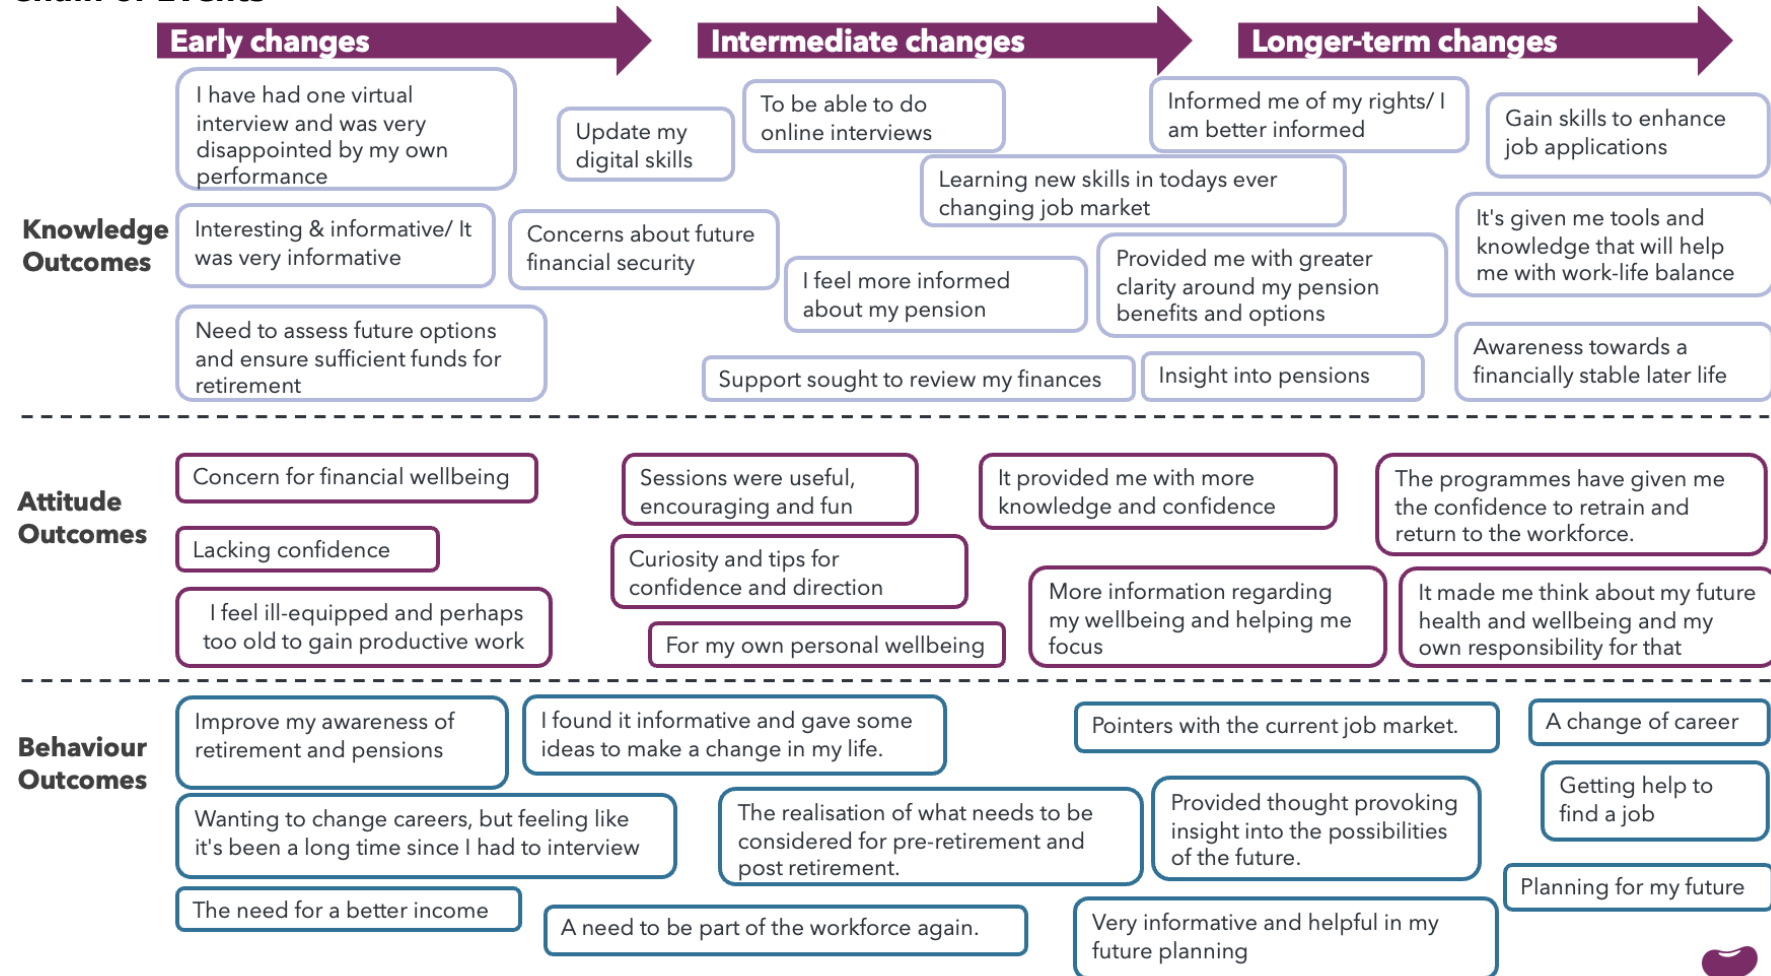 Chain of Events
Early changes
Intermediate changes
Longer-term changes
Knowledge
Outcomes
I have had one virtual
interview and was very
disappointed by my own
performance
Update my
digital skills
To be able to do
online interviews
Informed me of my rights/ I
am better informed
Gain skills to enhance
job applications
Learning new skills in todays ever
changing job market
Interesting & informative/ It
was very informative
Concerns about future
financial security
I feel more informed
about my pension
Provided me with greater
clarity around my pension
benefits and options
It's given me tools and
knowledge that will help
me with work-life balance
Need to assess future options
and ensure sufficient funds for
retirement
Support sought to review my finances
Insight into pensions
Awareness towards a
financially stable later life
Attitude
Outcomes
Concern for financial wellbeing
Sessions were useful,
encouraging and fun
It provided me with more
knowledge and confidence
The programmes have given me
the confidence to retrain and
return to the workforce.
Lacking confidence
Curiosity and tips for
confidence and direction
I feel ill-equipped and perhaps
too old to gain productive work
For my own personal wellbeing
More information regarding
my wellbeing and helping me
focus
It made me think about my future
health and wellbeing and my
own responsibility for that
Behaviour
Outcomes
Improve my awareness of
retirement and pensions
I found it informative and gave some
ideas to make a change in my life.
Pointers with the current job market.
A change of career
Wanting to change careers, but feeling like
it's been a long time since I had to interview
The realisation of what needs to be
considered for pre-retirement and
post retirement.
Provided thought provoking
insight into the possibilities
of the future.
Getting help to
find a job
The need for a better income
A need to be part of the workforce again.
Very informative and helpful in my
future planning
Planning for my future